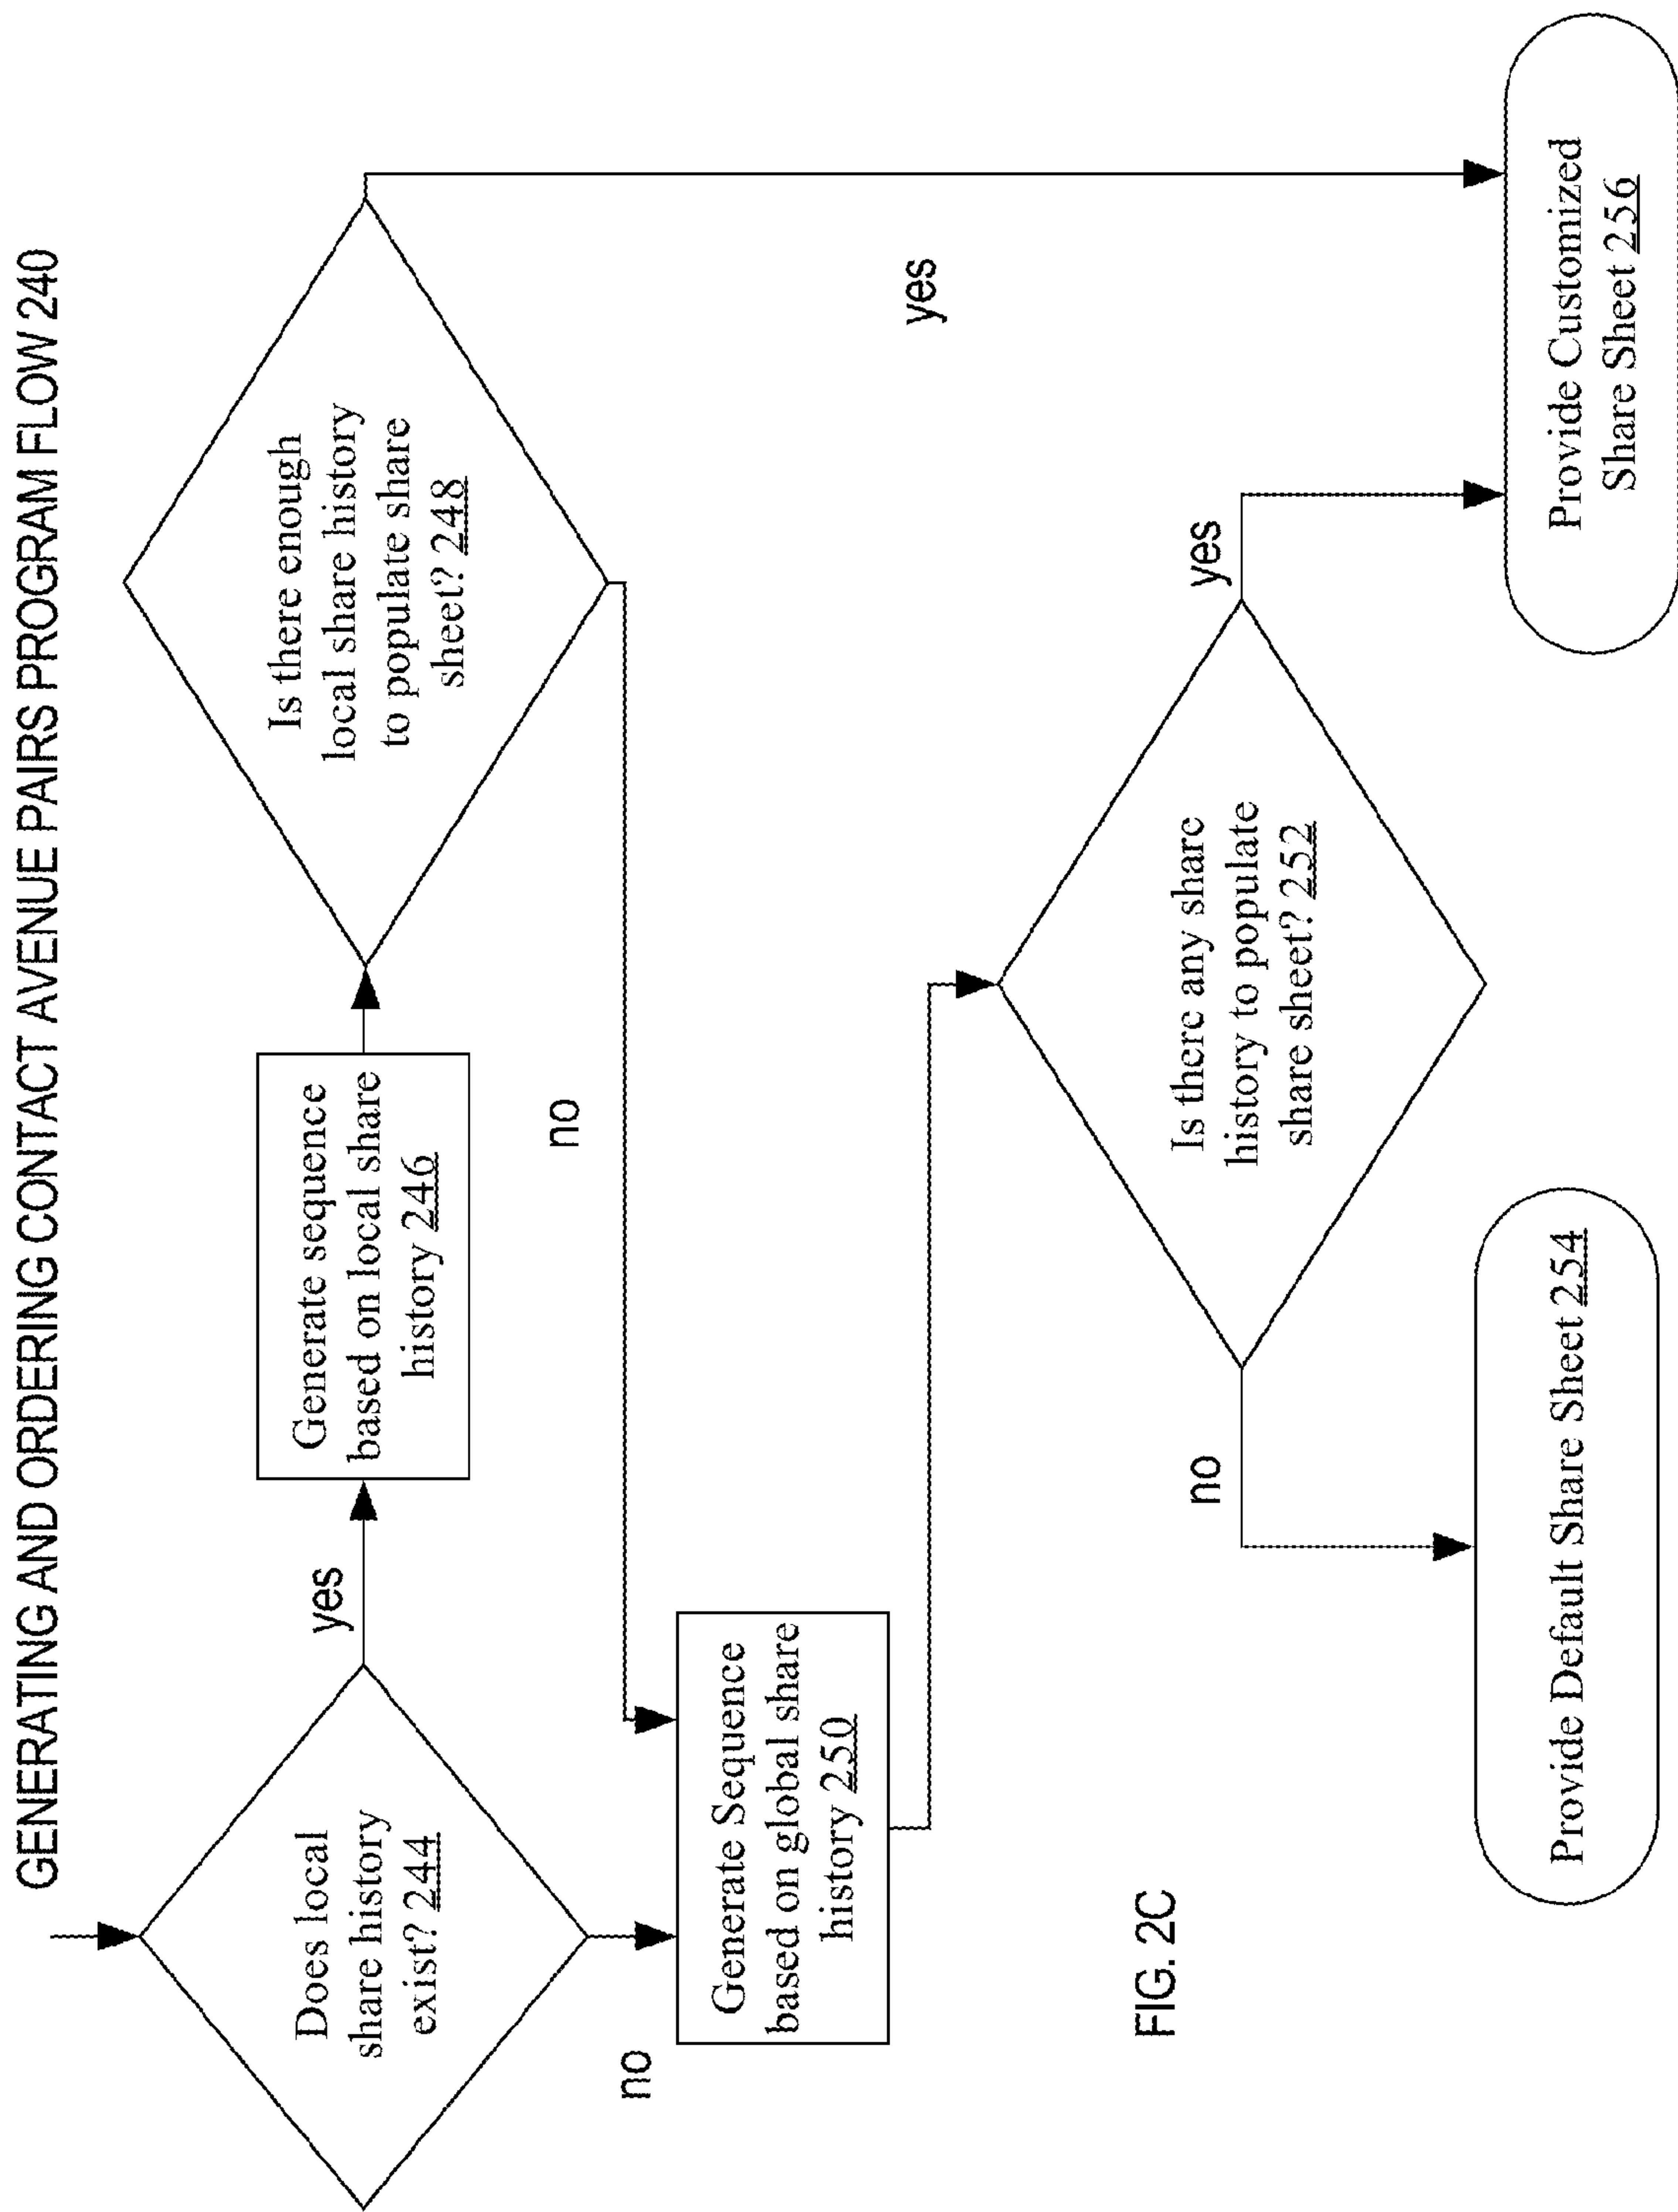 GENERATING AND ORDERING CONTACT AVENUE PAIRS PROGRAM FLOW 240
Does local
share history
exist? 244
yes
Generate sequence
based on local share
history 246
Is there enough
local share history
to populate share
sheet? 248
no
no
yes
Generate Sequence
based on global share
history 250
Is there any share
history to populate
share sheet? 252
no
yes
Provide Default Share Sheet 254
Provide Customized
Share Sheet 256
FIG. 2C